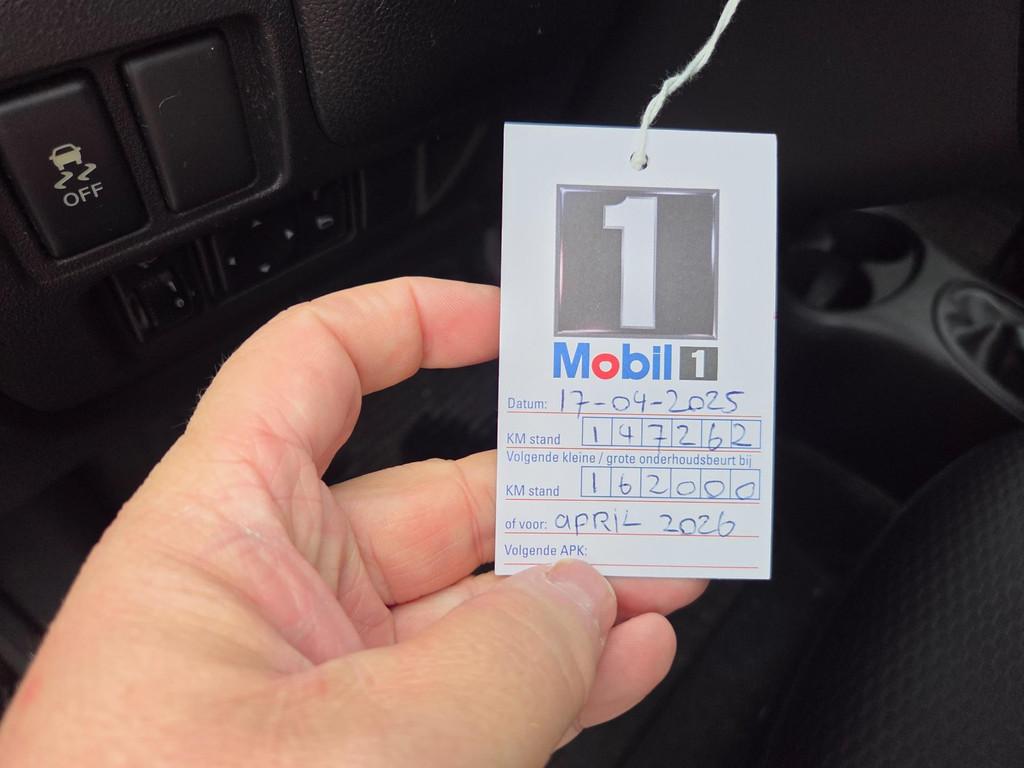 OFF
1
Mobil 1
Datum: 17-04-2025
KM stand 147262
Volgende kleine / grote onderhoudsbeurt bij
KM stand 162000
of voor: APRIL 2026
Volgende APK: